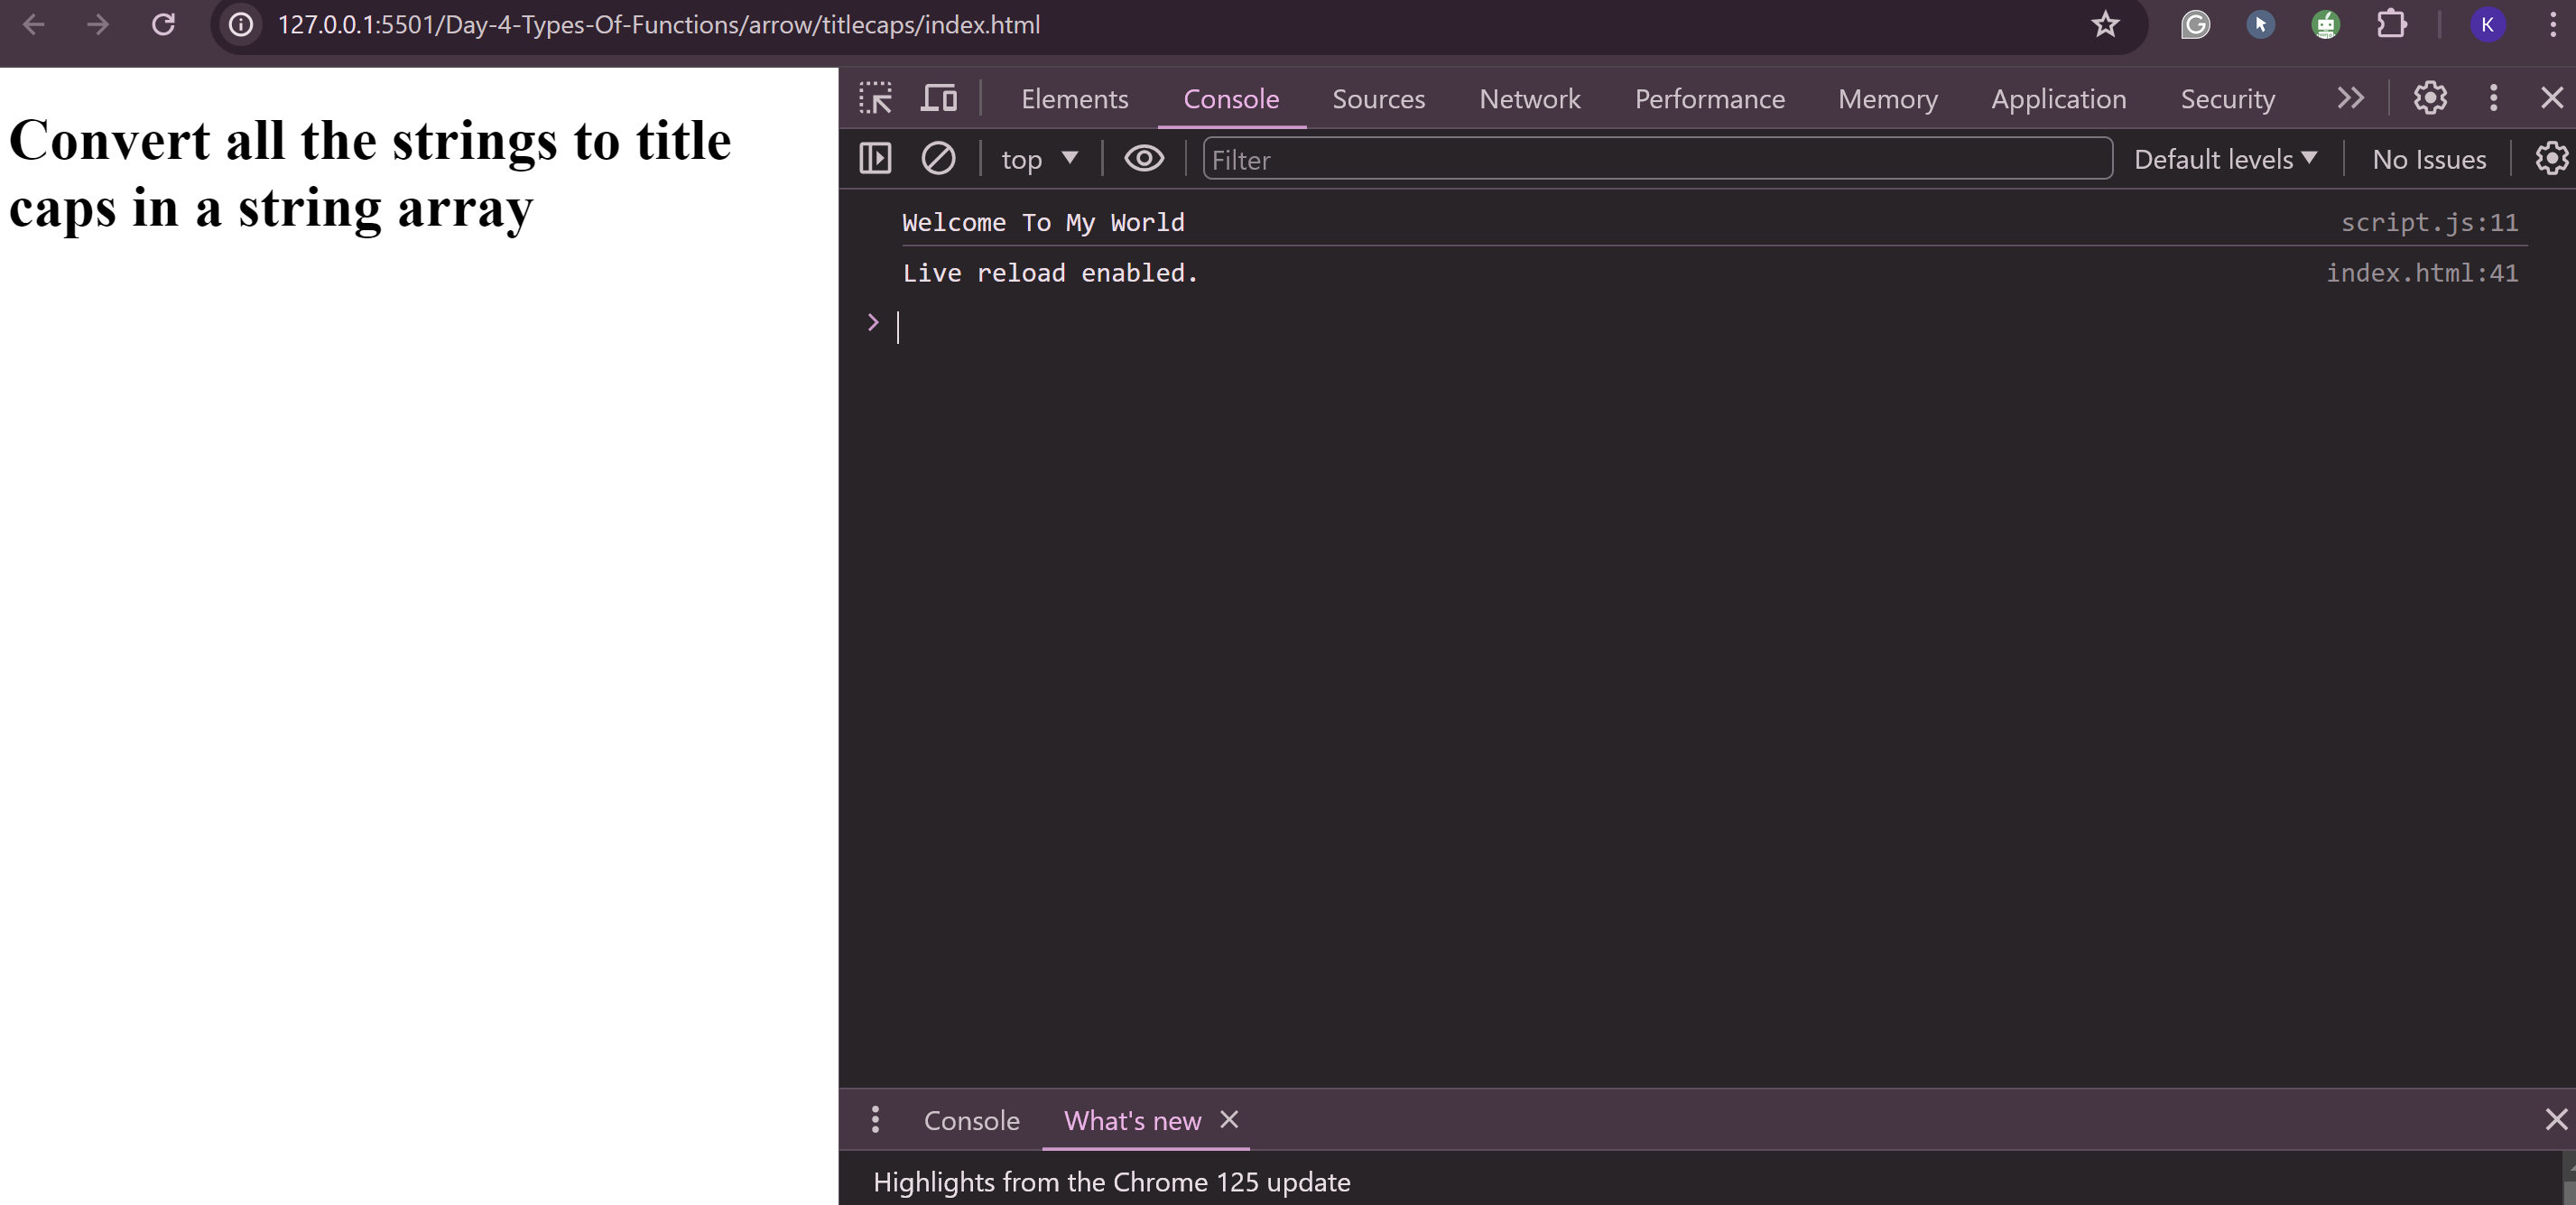 127.0.0.1:5501/Day-4-Types-Of-Functions/arrow/titlecaps/index.html
K
Convert all the strings to title
caps in a string array
Elements Console Sources Network Performance Memory Application Security
top Filter Default levels No Issues
Welcome To My World script.js:11
Live reload enabled. index.html:41
Console What's new
Highlights from the Chrome 125 update